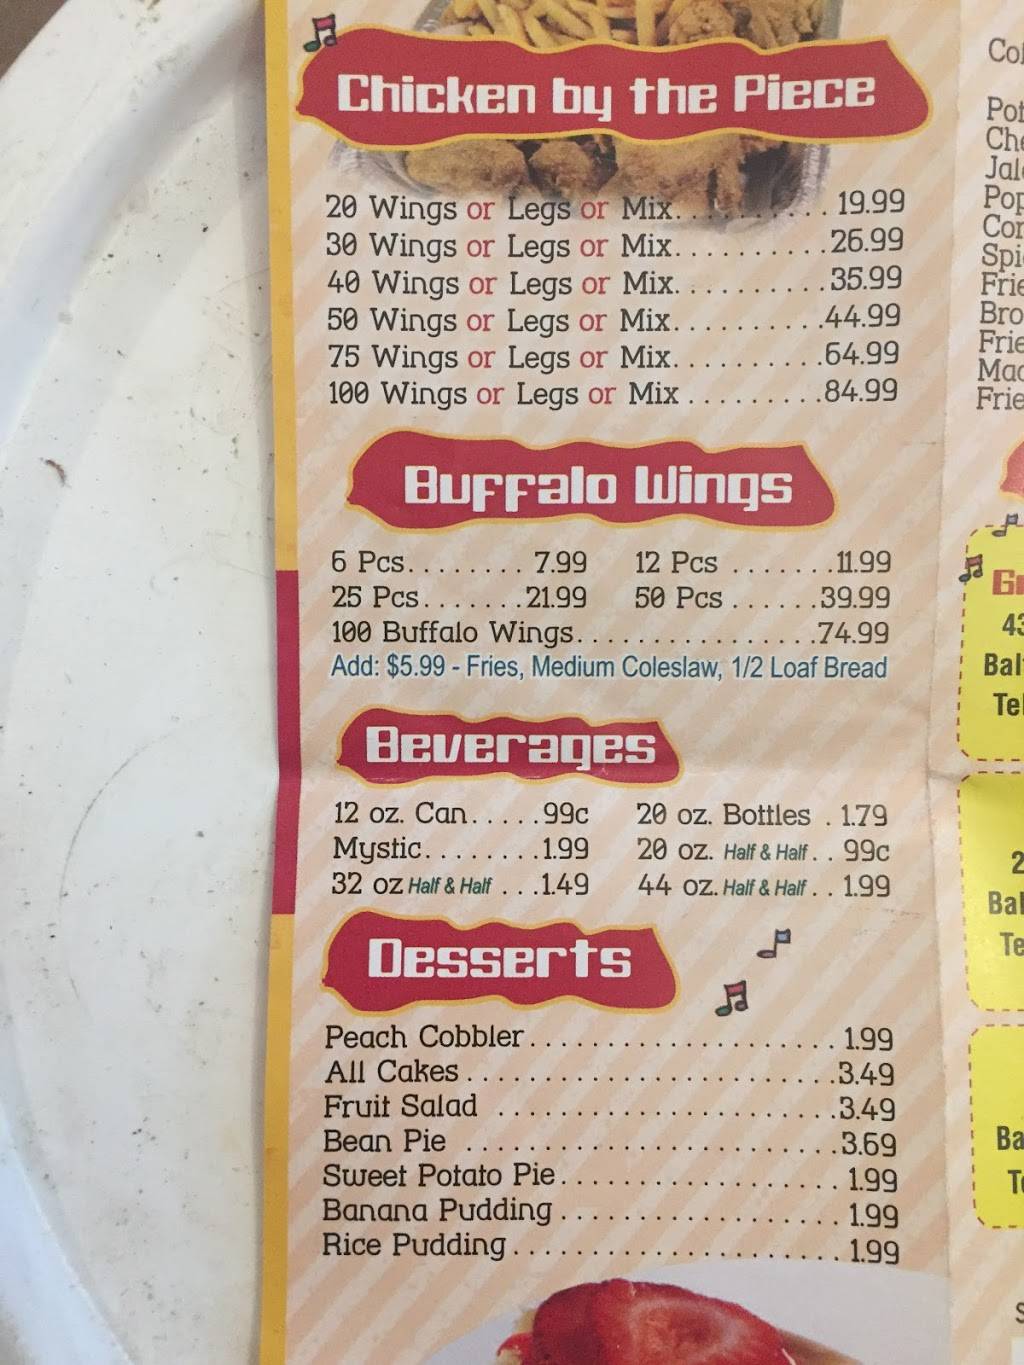 Chicken by the Piece
20 Wings or Legs or Mix. . . . . . . . . . 19.99
30 Wings or Legs or Mix. . . . . . . . . .26.99
40 Wings or Legs or Mix. . . . . . . . . .35.99
50 Wings or Legs or Mix. . . . . . . . . .44.99
75 Wings or Legs or Mix. . . . . . . . . .64.99
100 Wings or Legs or Mix . . . . . . . . .84.99
Buffalo Wings
6 Pcs. . . . . . . . 7.99 12 Pcs . . . . . . .11.99
25 Pcs. . . . . . .21.99 50 Pcs . . . . . .39.99
100 Buffalo Wings. . . . . . . . . . . . . . . .74.99
Add: $5.99 - Fries, Medium Coleslaw, 1/2 Loaf Bread
Beverages
12 oz. Can. . . . .99c 20 oz. Bottles . 1.79
Mystic. . . . . . . .1.99 20 oz. Half & Half . . 99c
32 oz Half & Half . . .1.49 44 oz. Half & Half . . 1.99
Desserts
Peach Cobbler. . . . . . . . . . . . . . . . . . . . 1.99
All Cakes . . . . . . . . . . . . . . . . . . . . . . . .3.49
Fruit Salad . . . . . . . . . . . . . . . . . . . . . .3.49
Bean Pie . . . . . . . . . . . . . . . . . . . . . . . .3.69
Sweet Potato Pie. . . . . . . . . . . . . . . . . . 1.99
Banana Pudding . . . . . . . . . . . . . . . . . . 1.99
Rice Pudding. . . . . . . . . . . . . . . . . . . . . 1.99